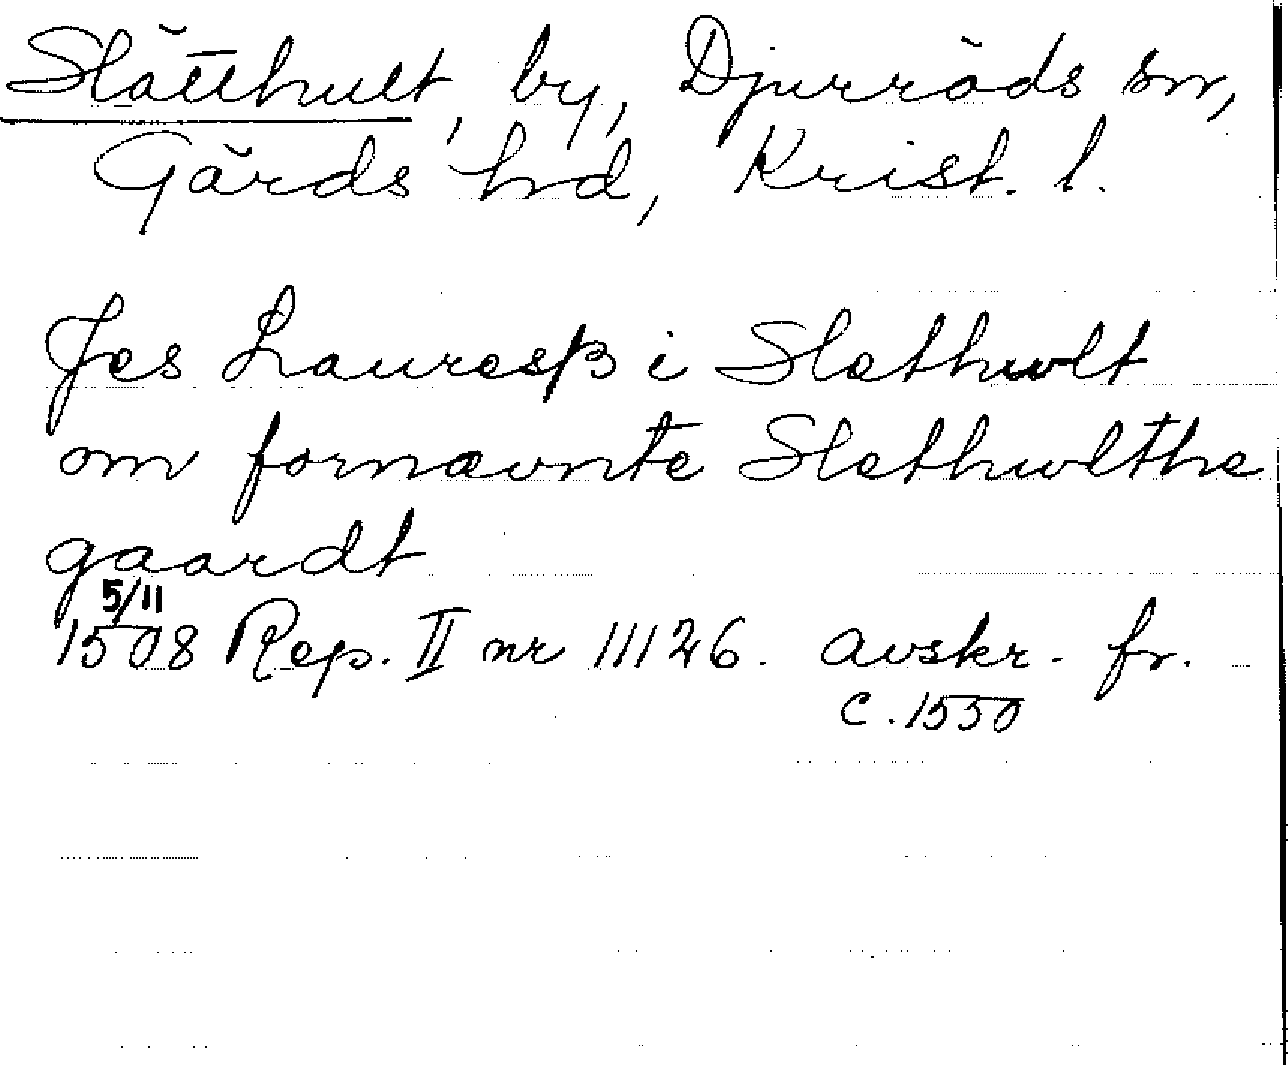 Slätthult, by, Djurröds sn,
Gärds hd, Krist. l.
Jes Lauresß i Slethwlt
om fornævnte Slethwlthe
gaardt
5/11
1508 Rep. II nr 11126. Avskr. fr.
c. 1550